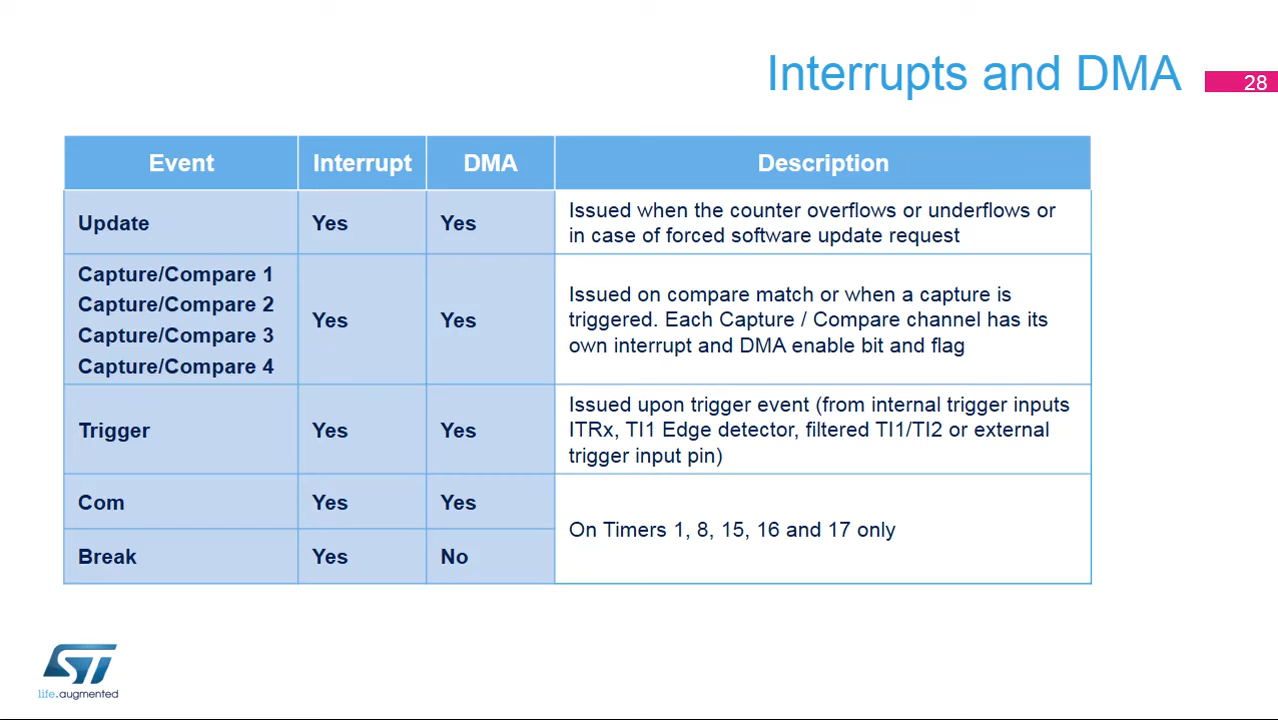 Interrupts and DMA
28
Event Interrupt DMA Description
Update Yes Yes
Issued when the counter overflows or underflows or
in case of forced software update request
Capture/Compare 1
Capture/Compare 2
Capture/Compare 3
Capture/Compare 4
Yes Yes
Issued on compare match or when a capture is
triggered. Each Capture / Compare channel has its
own interrupt and DMA enable bit and flag
Trigger Yes Yes
Issued upon trigger event (from internal trigger inputs
ITRx, TI1 Edge detector, filtered TI1/TI2 or external
trigger input pin)
Com Yes Yes
Break Yes No
On Timers 1, 8, 15, 16 and 17 only
ST
life.augmented